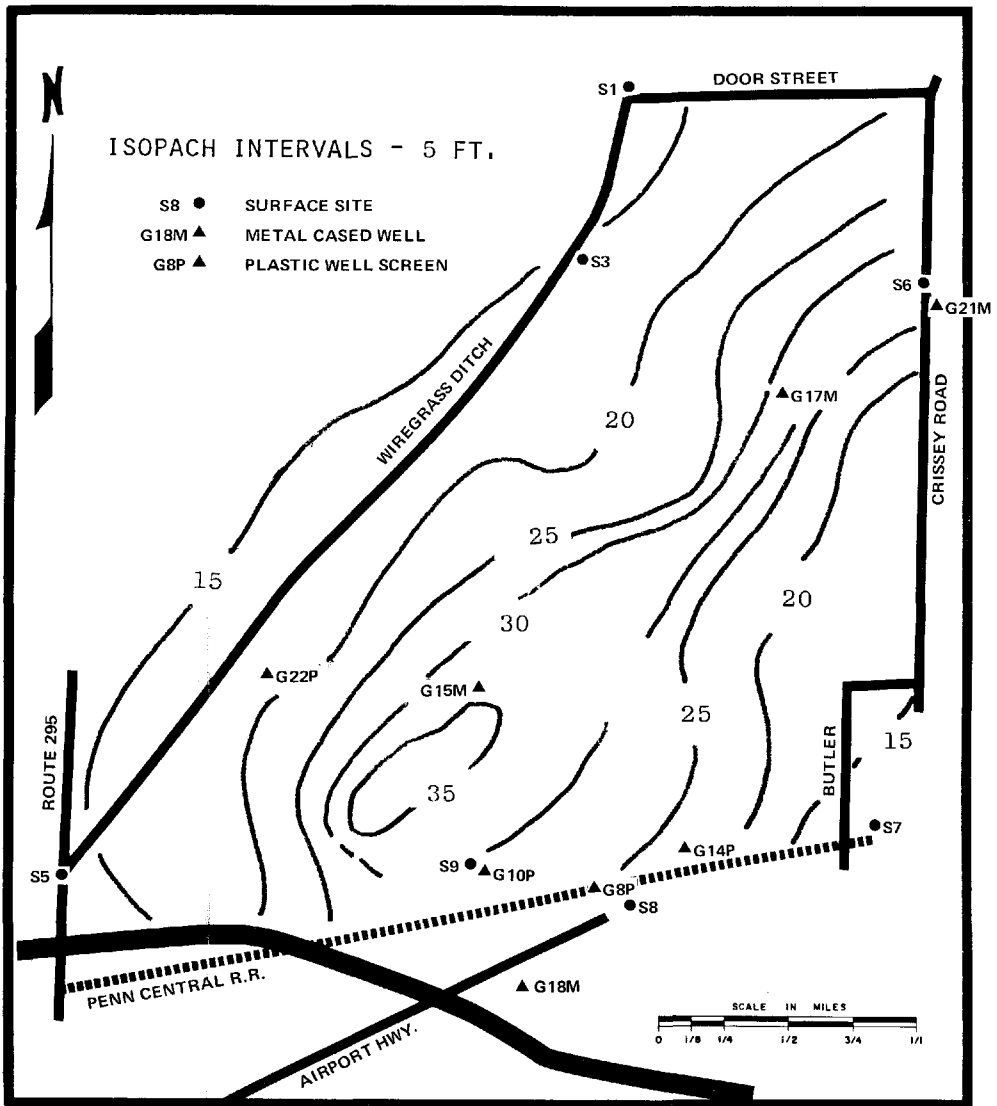 N
ISOPACH INTERVALS - 5 FT.
S8 SURFACE SITE
G18M METAL CASED WELL
G8P PLASTIC WELL SCREEN
S1
DOOR STREET
S3
S6
G21M
WIREGRASS DITCH
G17M
20
CRISSEY ROAD
25
15
20
30
G22P
G15M
25
15
ROUTE 295
35
BUTLER
S7
S5
S9
G10P
G14P
G8P
S8
PENN CENTRAL R.R.
G18M
AIRPORT HWY.
SCALE IN MILES
0 1/8 1/4 1/2 3/4 1/1